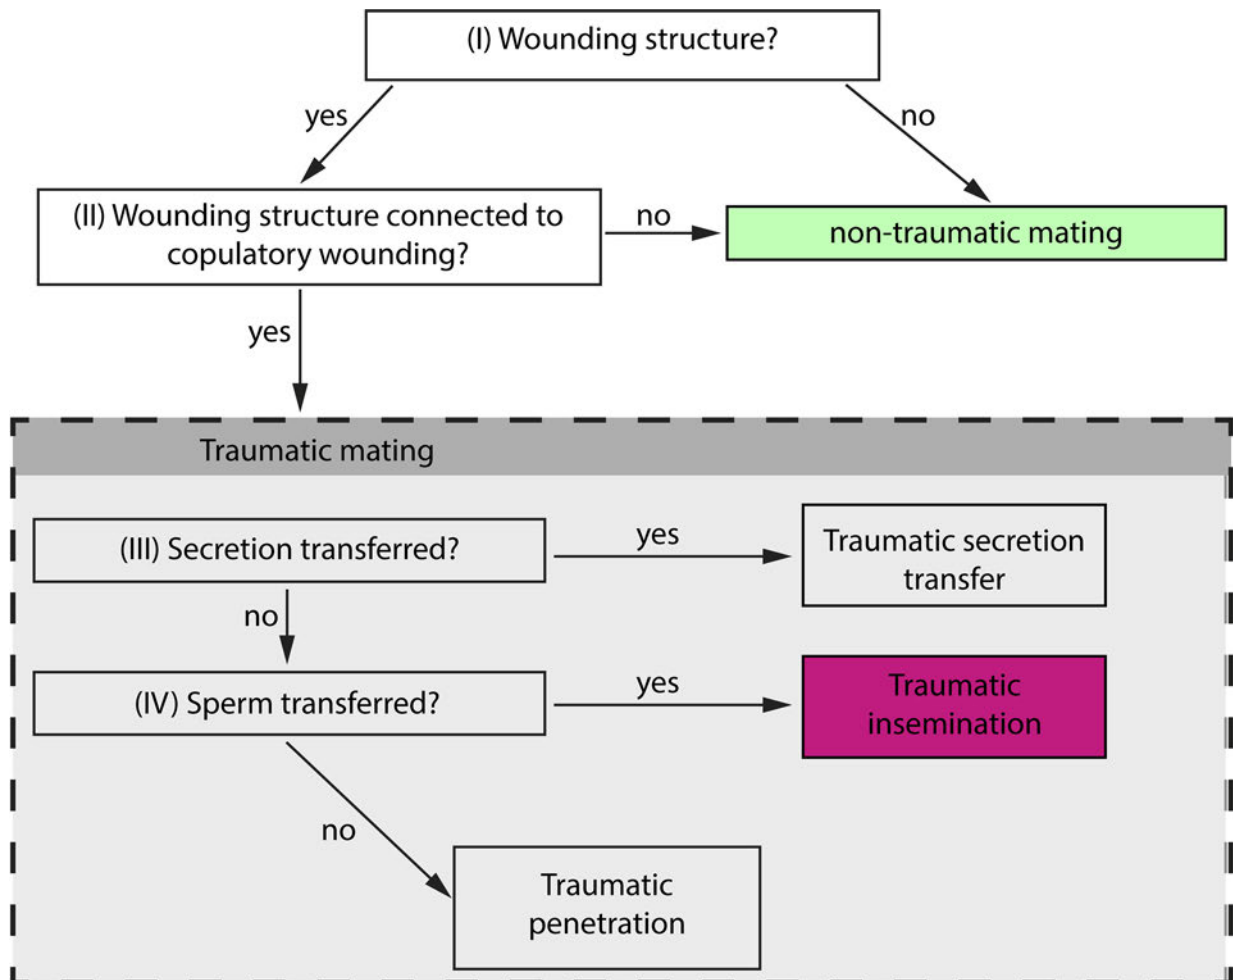 (I) Wounding structure?
yes
no
(II) Wounding structure connected to
copulatory wounding?
no
non-traumatic mating
yes
Traumatic mating
(III) Secretion transferred?
yes
Traumatic secretion
transfer
no
(IV) Sperm transferred?
yes
Traumatic
insemination
no
Traumatic
penetration